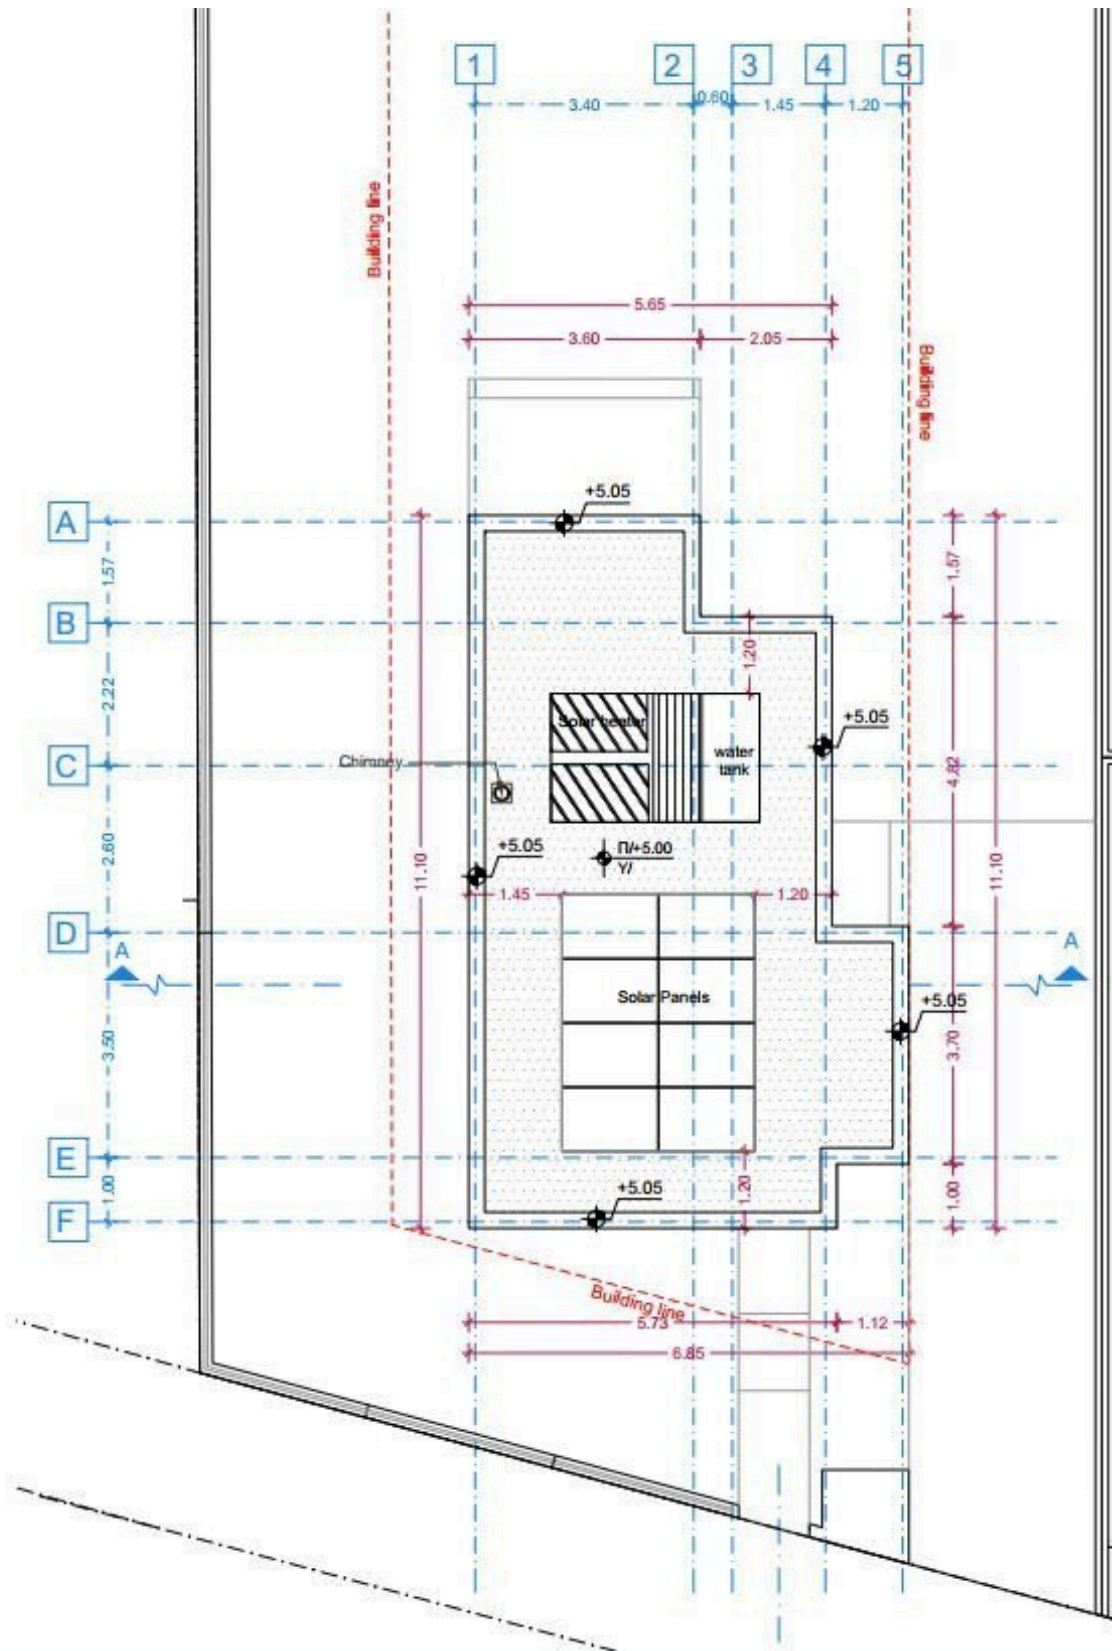 1
2
3
4
5
3.40
0.60
1.45
1.20
Building line
5.65
3.60
2.05
Building line
+5.05
A
B
C
D
E
F
1.57
2.22
2.60
3.50
1.00
11.10
1.57
4.82
3.70
1.00
11.10
1.20
Solar heater
water
tank
+5.05
Chimney
+5.05
Π/+5.00
Υ/
1.45
1.20
A
A
Solar Panels
+5.05
1.20
+5.05
Building line
5.73
1.12
6.85